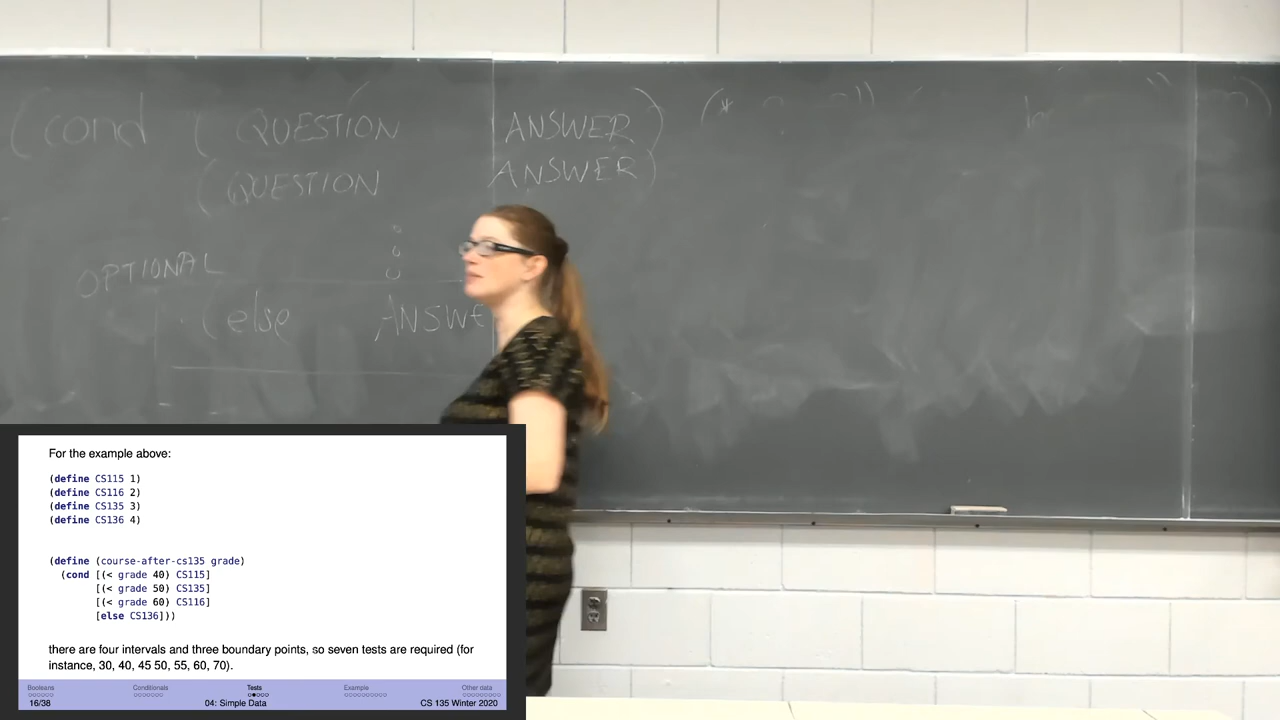 (cond ( QUESTION ANSWER) (*
( QUESTION ANSWER)
OPTIONAL
(else ANSWE
For the example above:
(define CS115 1)
(define CS116 2)
(define CS135 3)
(define CS136 4)
(define (course-after-cs135 grade)
(cond [(< grade 40) CS115]
[(< grade 50) CS135]
[(< grade 60) CS116]
[else CS136]))
there are four intervals and three boundary points, so seven tests are required (for
instance, 30, 40, 45 50, 55, 60, 70).
Booleans Conditionals Tests Example Other data
16/38 04: Simple Data CS 135 Winter 2020